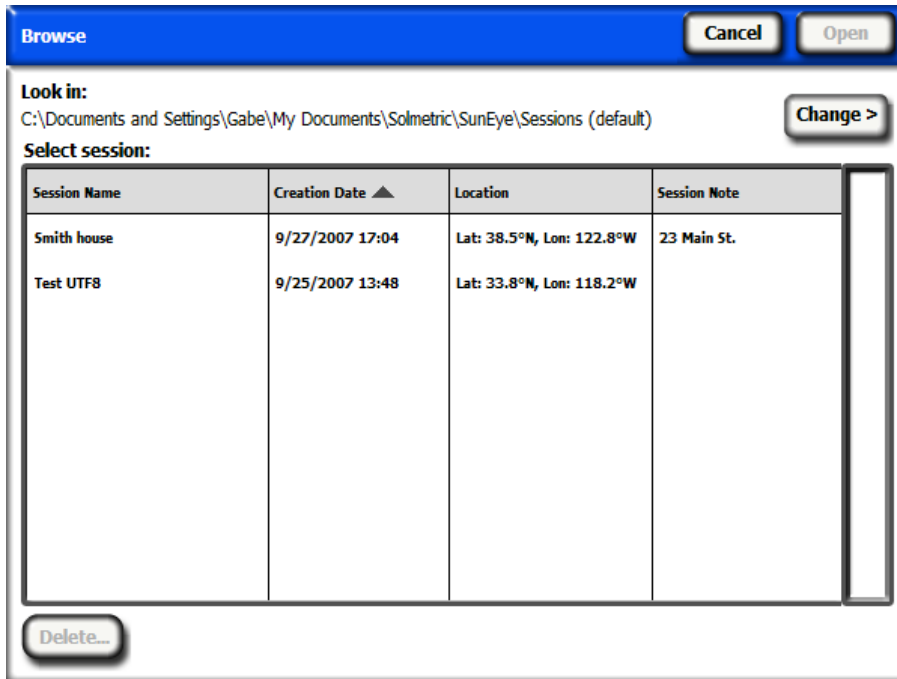 Browse
Cancel
Open
Look in:
C:\Documents and Settings\Gabe\My Documents\Solmetric\SunEye\Sessions (default)
Change >
Select session:
Session Name Creation Date Location Session Note
Smith house 9/27/2007 17:04 Lat: 38.5°N, Lon: 122.8°W 23 Main St.
Test UTF8 9/25/2007 13:48 Lat: 33.8°N, Lon: 118.2°W
Delete...